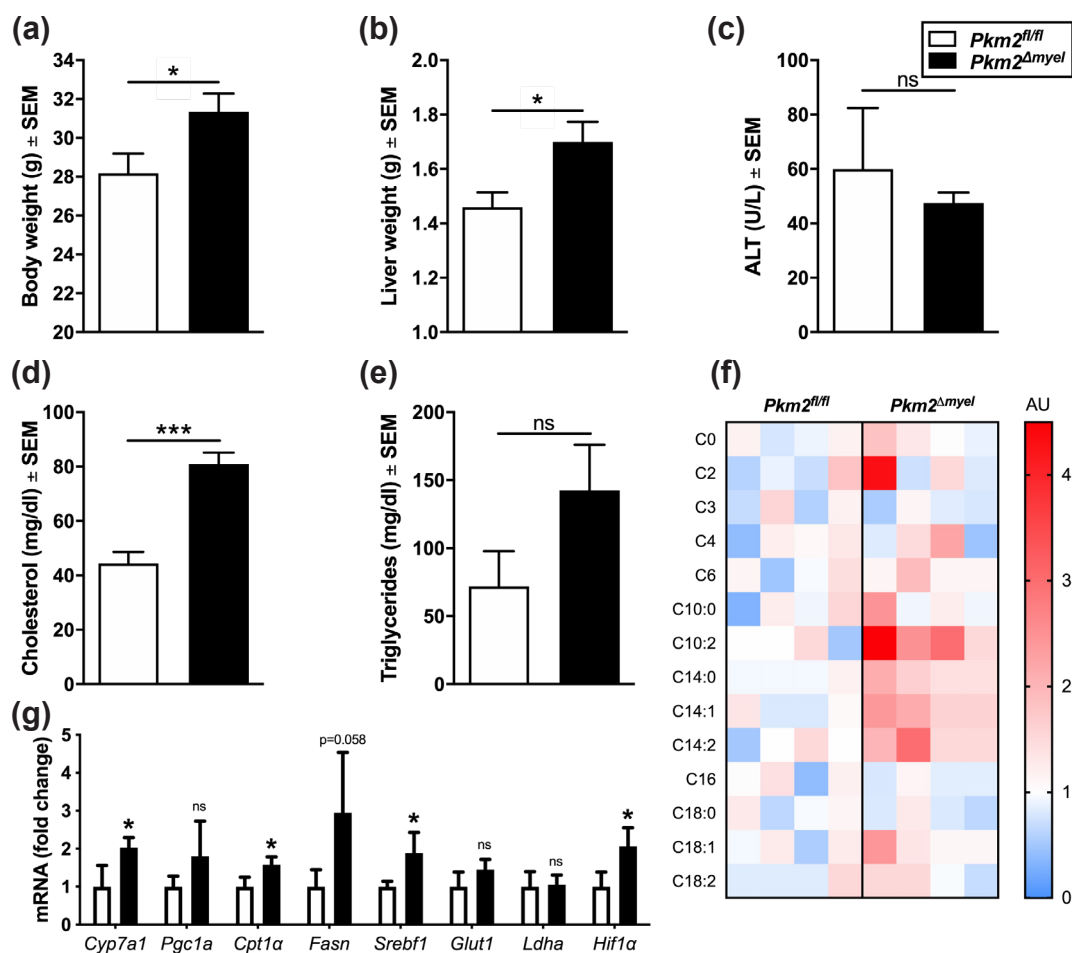 (a)
Body weight (g) ± SEM
34
32
30
28
26
24
22
20
*
(b)
Liver weight (g) ± SEM
2.0
1.8
1.6
1.4
1.2
1.0
*
(c)
ALT (U/L) ± SEM
100
80
60
40
20
0
ns
Pkm2fl/fl
Pkm2Δmyel
(d)
Cholesterol (mg/dl) ± SEM
100
80
60
40
20
0
***
(e)
Triglycerides (mg/dl) ± SEM
200
150
100
50
0
ns
(f)
Pkm2fl/fl
Pkm2Δmyel
AU
C0
C2
C3
C4
C6
C10:0
C10:2
C14:0
C14:1
C14:2
C16
C18:0
C18:1
C18:2
4
3
2
1
0
(g)
mRNA (fold change)
5
4
3
2
1
0
* ns * p=0.058 * ns ns *
Cyp7a1 Pgc1a Cpt1α Fasn Srebf1 Glut1 Ldha Hif1α